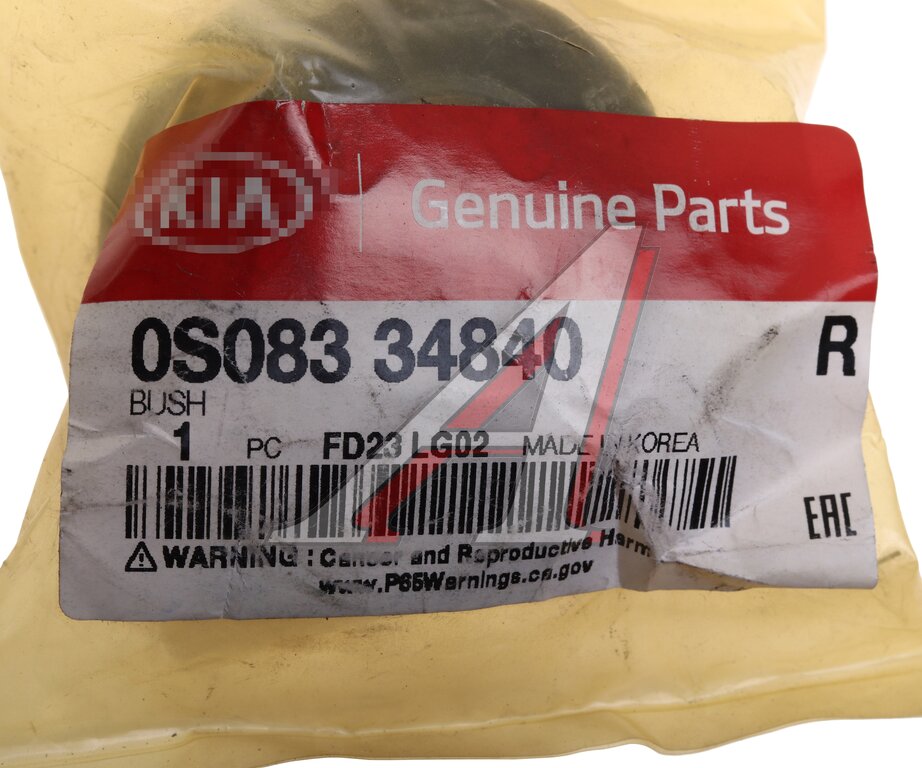 KIA Genuine Parts
0S083 34840 R
BUSH
1 PC FD23 LG02 MADE IN KOREA
EAC
WARNING : Cancer and Reproductive Harm
www.P65Warnings.ca.gov